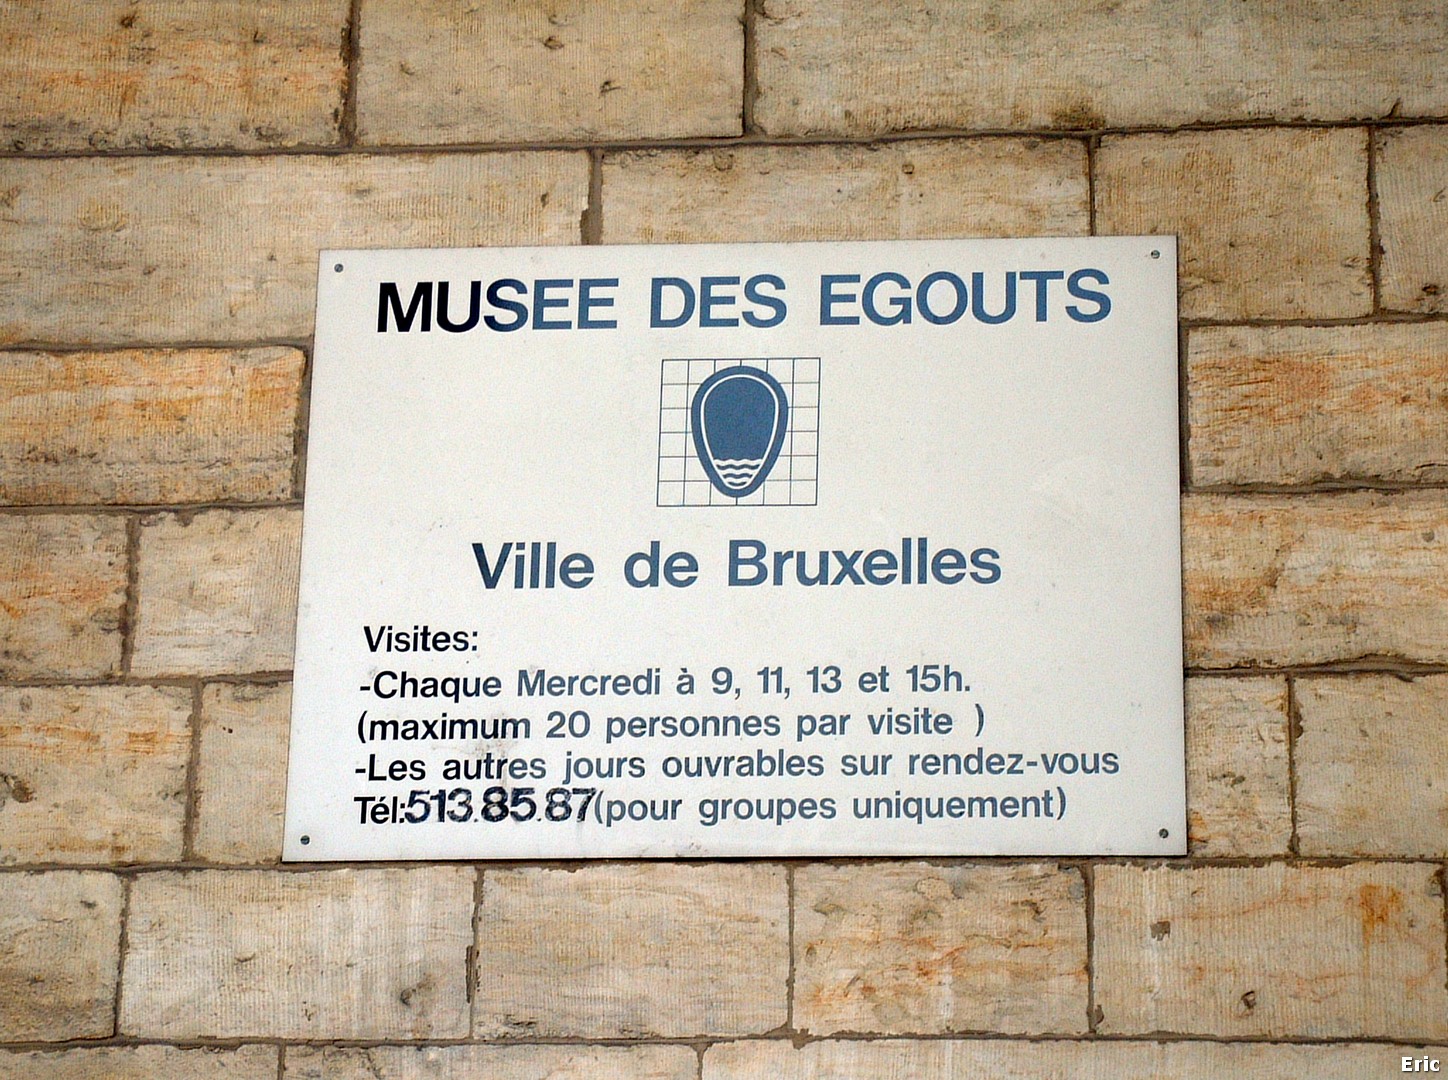 MUSEE DES EGOUTS
Ville de Bruxelles
Visites:
-Chaque Mercredi à 9, 11, 13 et 15h.
(maximum 20 personnes par visite )
-Les autres jours ouvrables sur rendez-vous
Tél:513.85.87(pour groupes uniquement)
Eric